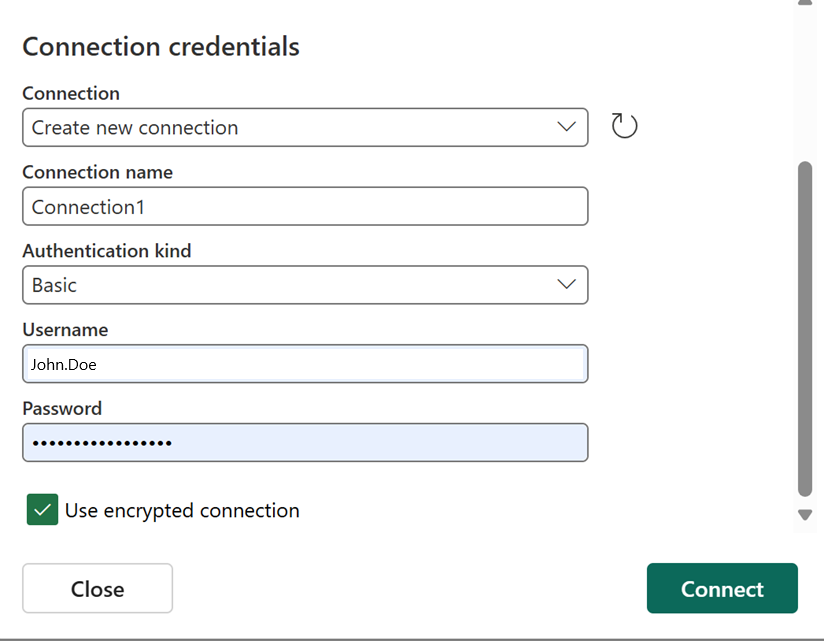 Connection credentials
Connection
Create new connection
Connection name
Connection1
Authentication kind
Basic
Username
John.Doe
Password
•••••••••••••••••
Use encrypted connection
Close
Connect